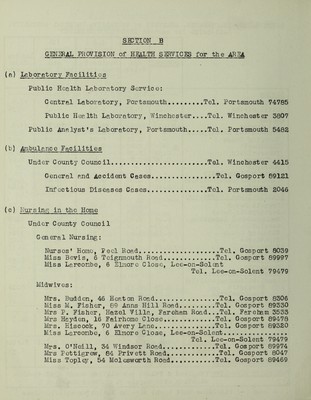 SECTION B
GENERAL PROVISION of HEALTH SERVICES for the AREA
(a) Laboratory Facilities
Public Health Laboratory Service:
Central Laboratory, Portsmouth.........Tel. Portsmouth 74785
Public Health Laboratory, Winchester....Tel. Winchester 3807
Public Analyst's Laboratory, Portsmouth.....Tel. Portsmouth 5482
(b) Ambulance Facilities
Under County Council.......................Tel. Winchester 4415
General and Accident Cases...............Tel. Gosport 89121
Infectious Diseases Cases..............Tel. Portsmouth 2046
(c) Nursing in the Home
Under County Council
General Nursing:
Nurses' Home, Peel Road...................Tel. Gosport 8039
Miss Bevis, 6 Teignmouth Road............Tel. Gosport 89997
Miss Larcombe, 6 Elmore Close, Lee-on-Solent
Tel. Lee-on-Solent 79479
Midwives:
Mrs. Budden, 46 Heaton Road...............Tel. Gosport 8306
Miss M. Fisher, 69 Anns Hill Road........Tel. Gosport 89330
Mrs P. Fisher, Hazel Villa, Fareham Road...Tel. Fareham 3533
Mrs Hayden, 16 Fairhome Close............Tel. Gosport 89478
Mrs. Hiscock, 70 Avery Lane..............Tel. Gosport 89320
Miss Larcombe, 6 Elmore Close, Lee-on-Solent.......
Tel. Lee-on-Solent 79479
Mrs. O'Neill, 34 Windsor Road............Tel. Gosport 89974
Mrs Pettigrew, 84 Privett Road............Tel. Gosport 8047
Miss Topley, 54 Molesworth Road..........Tel. Gosport 89469